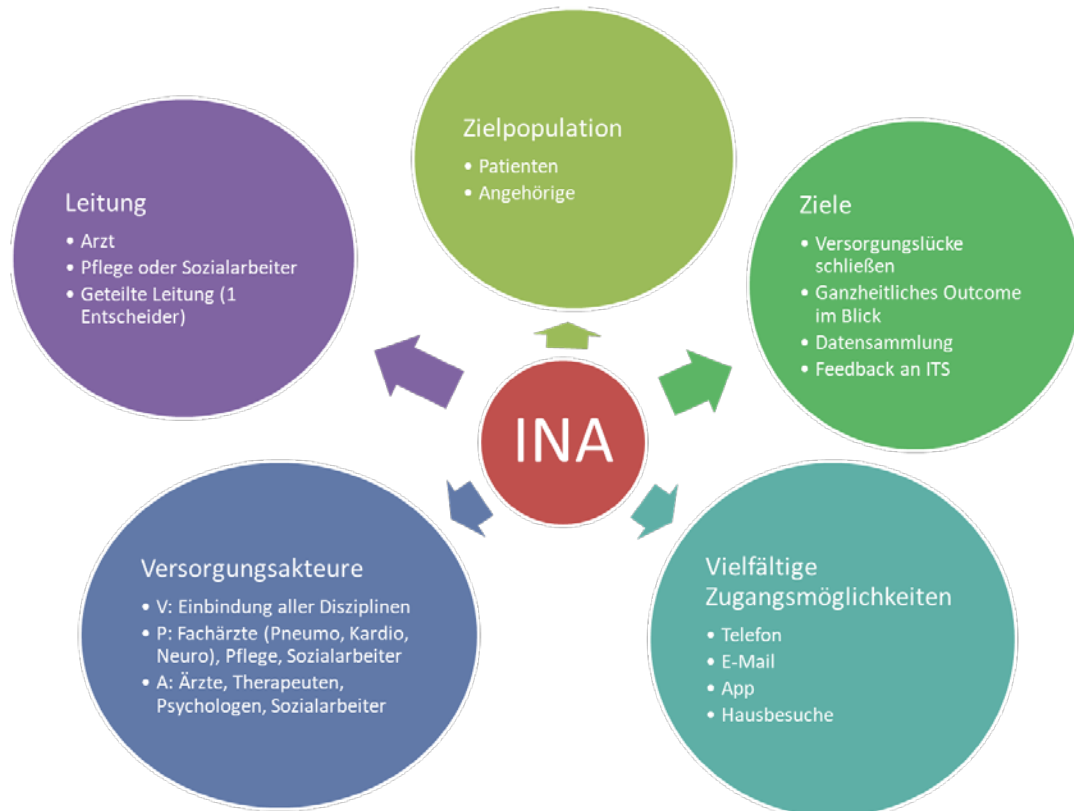 Zielpopulation
• Patienten
• Angehörige
Leitung
• Arzt
• Pflege oder Sozialarbeiter
• Geteilte Leitung (1
Entscheider)
Ziele
• Versorgungslücke
schließen
• Ganzheitliches Outcome
im Blick
• Datensammlung
• Feedback an ITS
INA
Versorgungsakteure
• V: Einbindung aller Disziplinen
• P: Fachärzte (Pneumo, Kardio,
Neuro), Pflege, Sozialarbeiter
• A: Ärzte, Therapeuten,
Psychologen, Sozialarbeiter
Vielfältige
Zugangsmöglichkeiten
• Telefon
• E-Mail
• App
• Hausbesuche